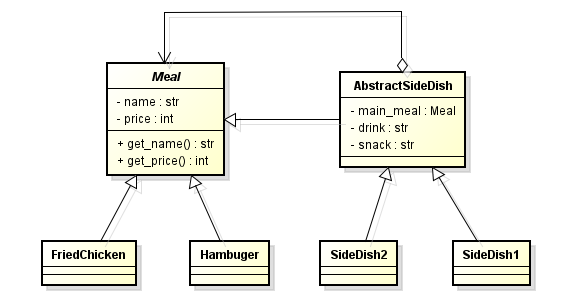 Meal
- name : str
- price : int
+ get_name() : str
+ get_price() : int
AbstractSideDish
- main_meal : Meal
- drink : str
- snack : str
FriedChicken
Hambuger
SideDish2
SideDish1